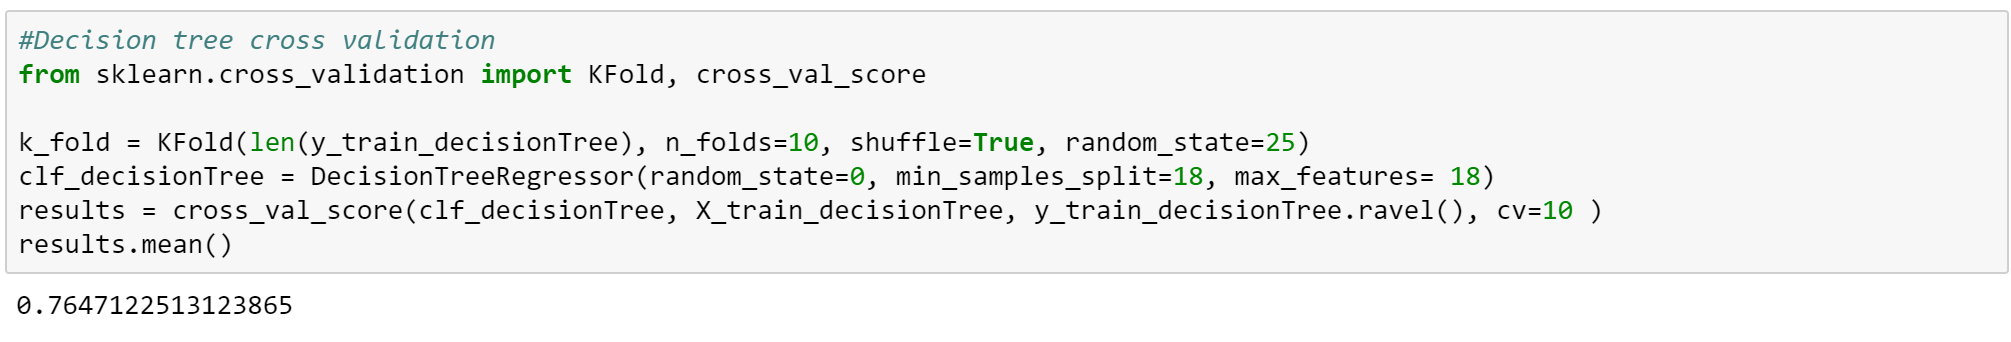 #Decision tree cross validation
from sklearn.cross_validation import KFold, cross_val_score
k_fold = KFold(len(y_train_decisionTree), n_folds=10, shuffle=True, random_state=25)
clf_decisionTree = DecisionTreeRegressor(random_state=0, min_samples_split=18, max_features= 18)
results = cross_val_score(clf_decisionTree, X_train_decisionTree, y_train_decisionTree.ravel(), cv=10 )
results.mean()
0.7647122513123865